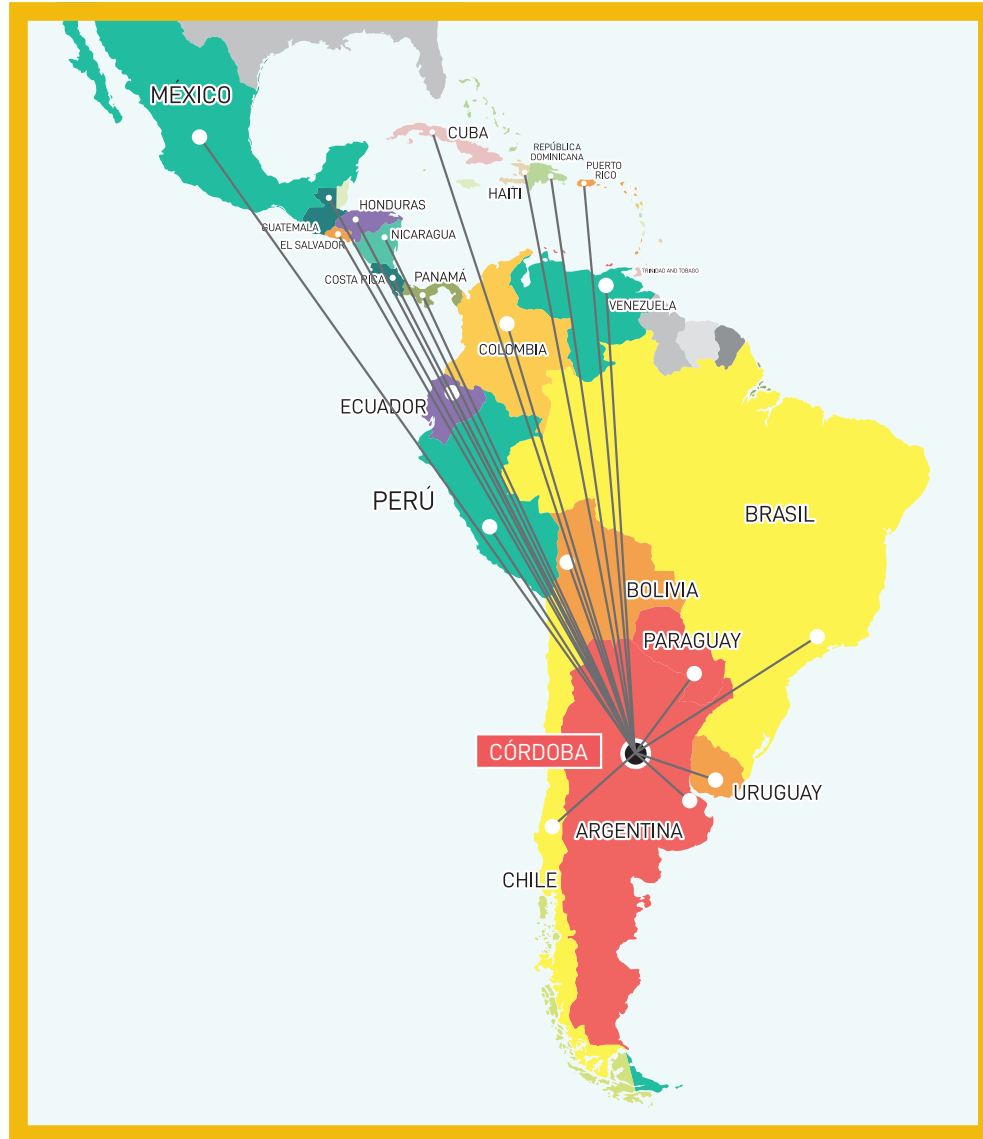 MÉXICO
CUBA
REPÚBLICA
DOMINICANA
PUERTO
RICO
HAITI
HONDURAS
GUATEMALA
NICARAGUA
EL SALVADOR
COSTA RICA
PANAMÁ
TRINIDAD AND TOBAGO
VENEZUELA
COLOMBIA
ECUADOR
PERÚ
BRASIL
BOLIVIA
PARAGUAY
CÓRDOBA
URUGUAY
ARGENTINA
CHILE